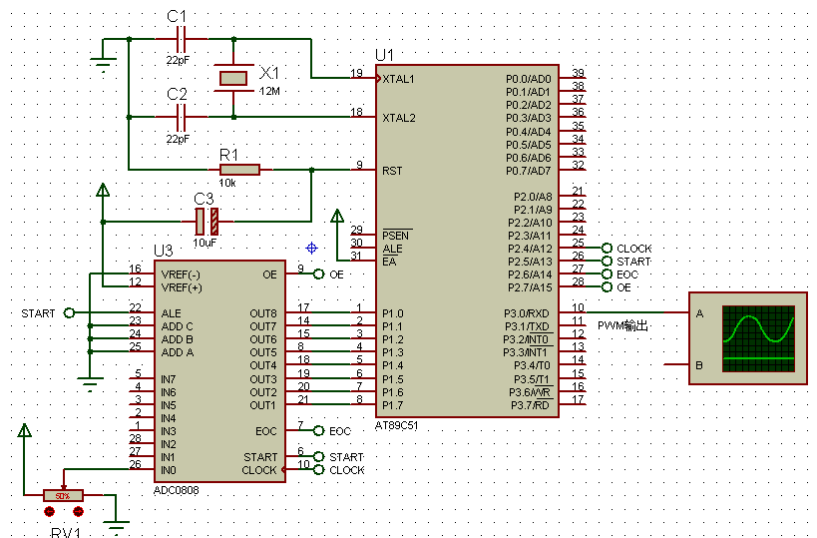 C1
22pF
X1
12M
C2
22pF
R1
10k
C3
10uF
U1
19 XTAL1
18 XTAL2
9 RST
29 PSEN
30 ALE
31 EA
1 P1.0
2 P1.1
3 P1.2
4 P1.3
5 P1.4
6 P1.5
7 P1.6
8 P1.7
P0.0/AD0 39
P0.1/AD1 38
P0.2/AD2 37
P0.3/AD3 36
P0.4/AD4 35
P0.5/AD5 34
P0.6/AD6 33
P0.7/AD7 32
P2.0/A8 21
P2.1/A9 22
P2.2/A10 23
P2.3/A11 24
P2.4/A12 25 CLOCK
P2.5/A13 26 START
P2.6/A14 27 EOC
P2.7/A15 28 OE
P3.0/RXD 10
P3.1/TXD 11
P3.2/INT0 12
P3.3/INT1 13
P3.4/T0 14
P3.5/T1 15
P3.6/WR 16
P3.7/RD 17
AT89C51
PWM输出
A
B
U3
16 VREF(-)
12 VREF(+)
START 22 ALE
23 ADD C
24 ADD B
25 ADD A
5 IN7
4 IN6
3 IN5
2 IN4
1 IN3
28 IN2
27 IN1
26 IN0
OE 9 OE
OUT8 17
OUT7 14
OUT6 15
OUT5 8
OUT4 18
OUT3 19
OUT2 20
OUT1 21
EOC 7 EOC
START 6 START
CLOCK 10 CLOCK
ADC0808
50%
RV1